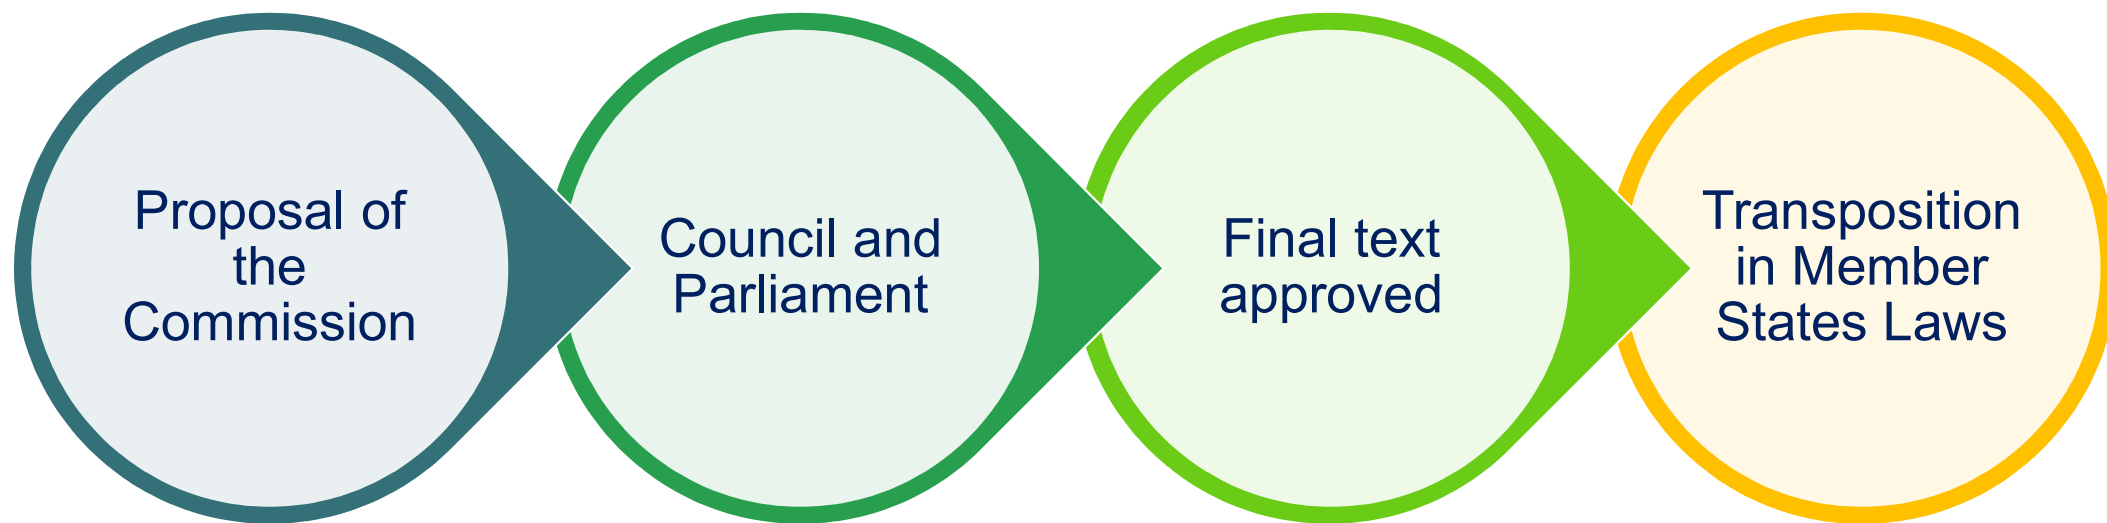 Proposal of
the
Commission
Council and
Parliament
Final text
approved
Transposition
in Member
States Laws